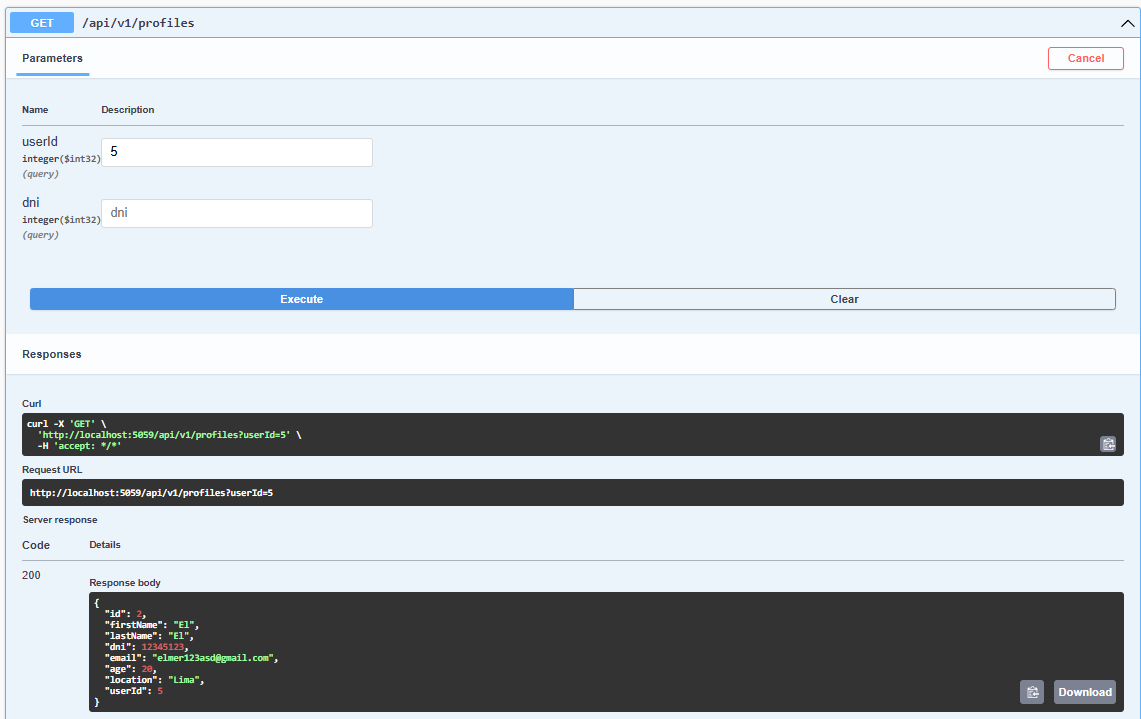 GET /api/v1/profiles
Parameters
Cancel
Name Description
userId
integer($int32)
(query)
5
dni
integer($int32)
(query)
dni
Execute Clear
Responses
Curl
curl -X 'GET' \
  'http://localhost:5059/api/v1/profiles?userId=5' \
  -H 'accept: */*'
Request URL
http://localhost:5059/api/v1/profiles?userId=5
Server response
Code Details
200
Response body
{
  "id": 2,
  "firstName": "El",
  "lastName": "El",
  "dni": 12345123,
  "email": "elmer123asd@gmail.com",
  "age": 20,
  "location": "Lima",
  "userId": 5
}
Download